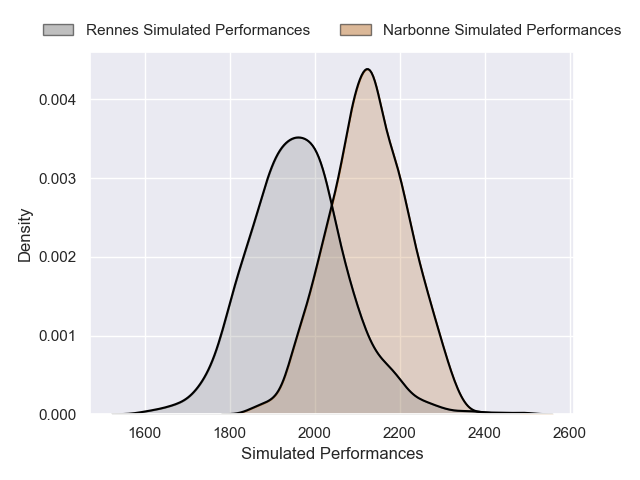 Rennes Simulated Performances
Narbonne Simulated Performances
0.004
0.003
0.002
0.001
0.000
Density
1600
1800
2000
2200
2400
2600
Simulated Performances